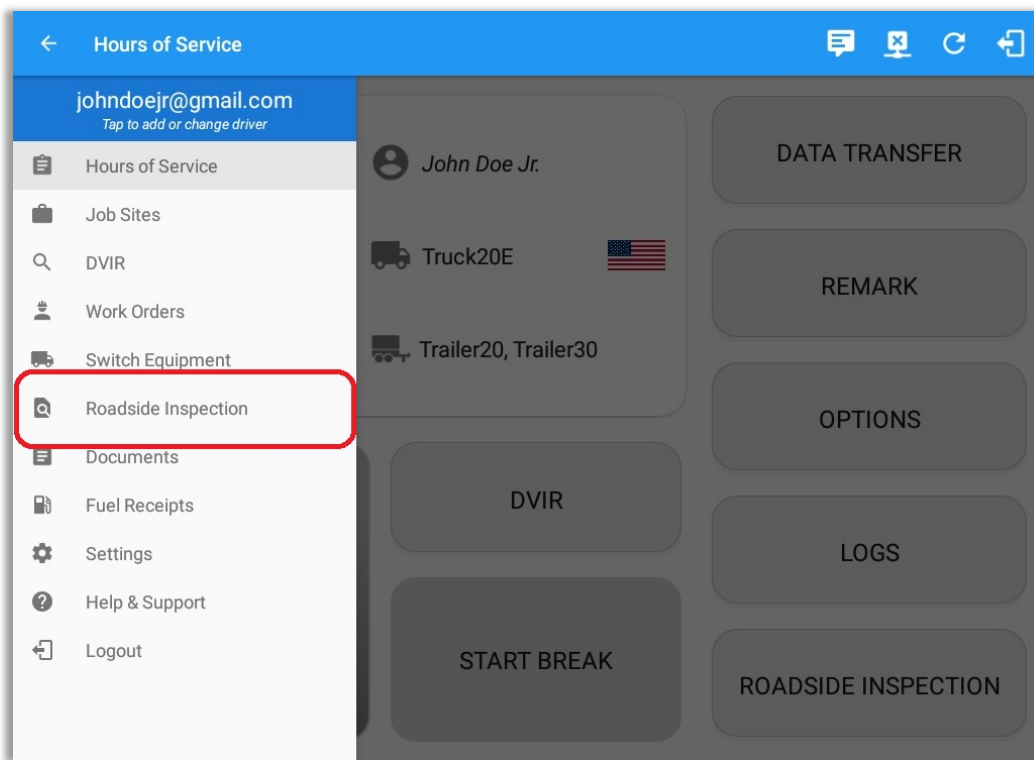 Hours of Service
johndoejr@gmail.com
Tap to add or change driver
Hours of Service
Job Sites
DVIR
Work Orders
Switch Equipment
Roadside Inspection
Documents
Fuel Receipts
Settings
Help & Support
Logout
John Doe Jr.
Truck20E
Trailer20, Trailer30
DVIR
START BREAK
DATA TRANSFER
REMARK
OPTIONS
LOGS
ROADSIDE INSPECTION